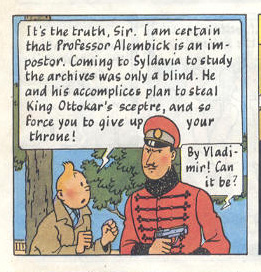 It's the truth, Sir. I am certain
that Professor Alembick is an im-
postor. Coming to Syldavia to study
the archives was only a blind. He
and his accomplices plan to steal
King Ottokar's sceptre, and so
force you to give up your
throne!
By Vladi-
mir! Can
it be?